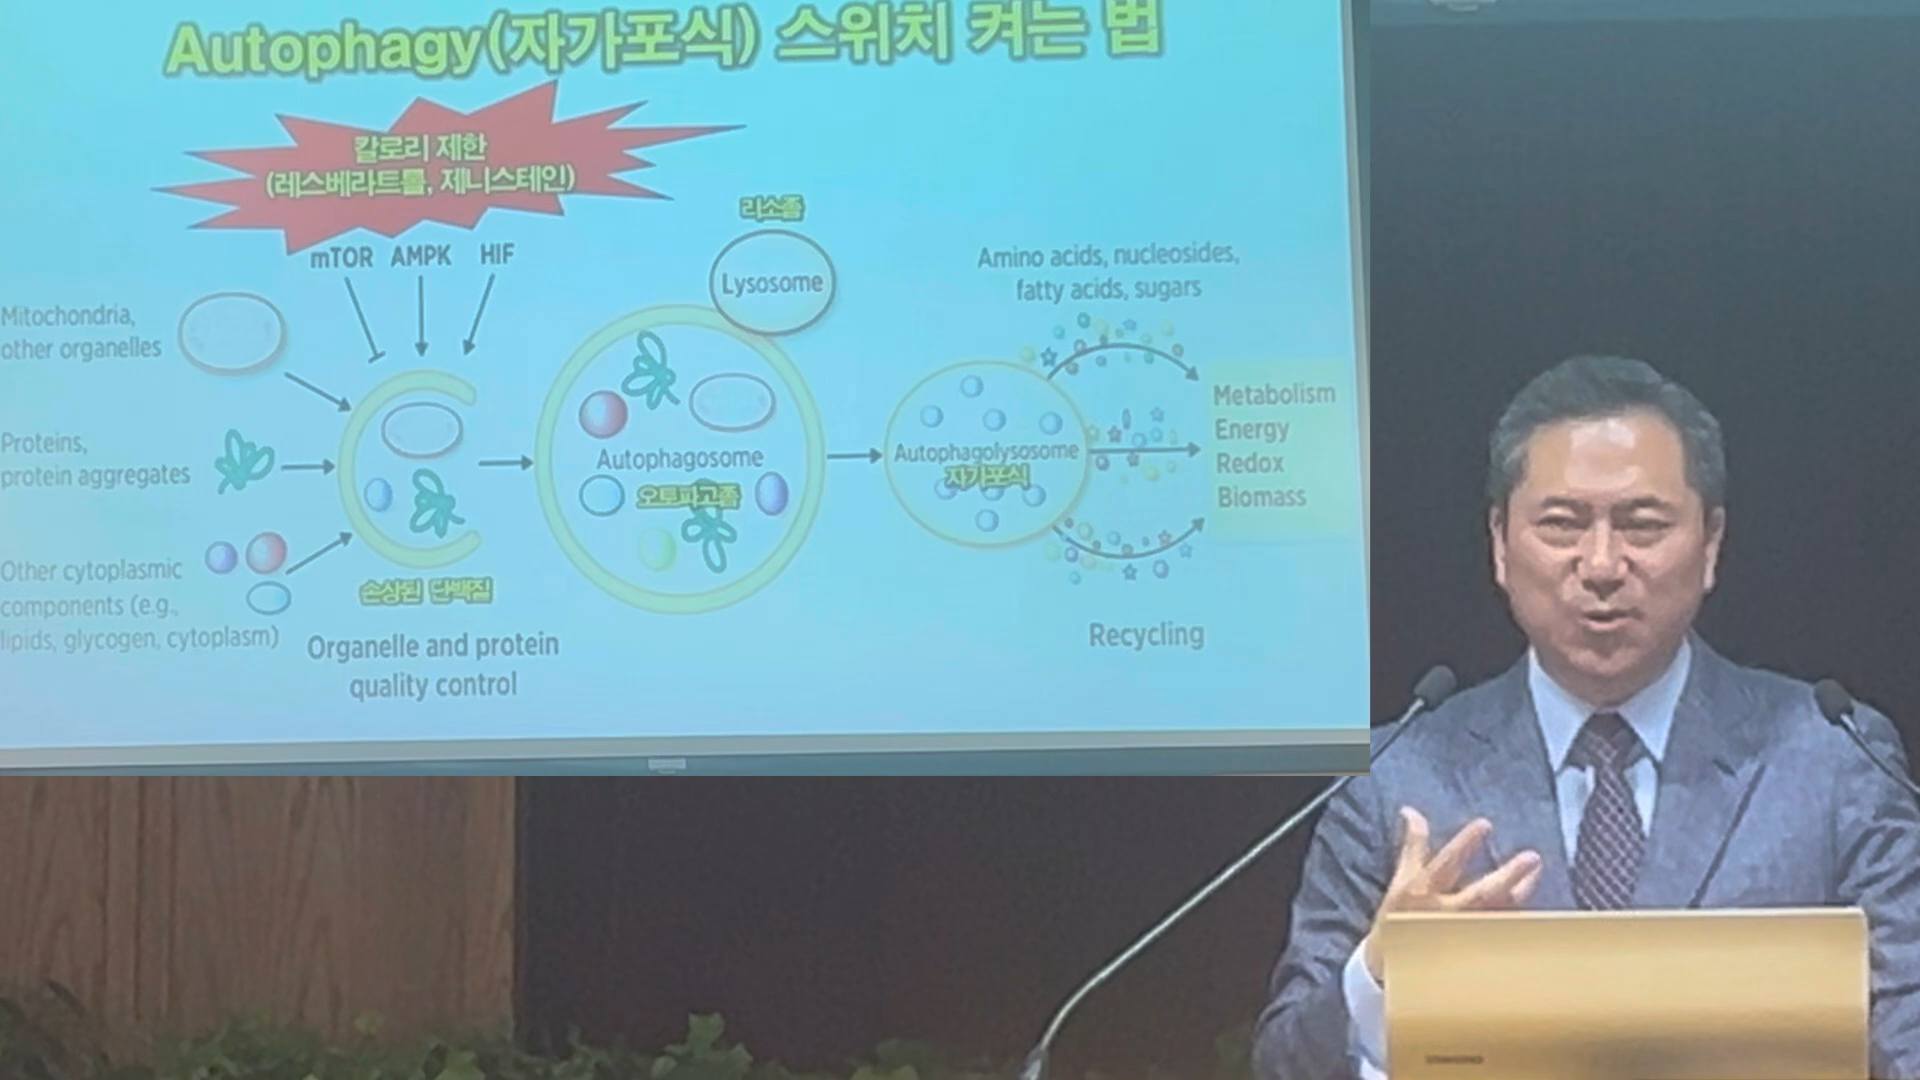 Autophagy(자가포식) 스위치 켜는 법
칼로리 제한
(레스베라트롤, 제니스테인)
mTOR AMPK HIF
리소좀
Lysosome
Amino acids, nucleosides,
fatty acids, sugars
Mitochondria,
other organelles
Proteins,
protein aggregates
Other cytoplasmic
components (e.g.,
lipids, glycogen, cytoplasm)
손상된 단백질
Organelle and protein
quality control
Autophagosome
오토파고좀
Autophagolysosome
자가포식
Metabolism
Energy
Redox
Biomass
Recycling